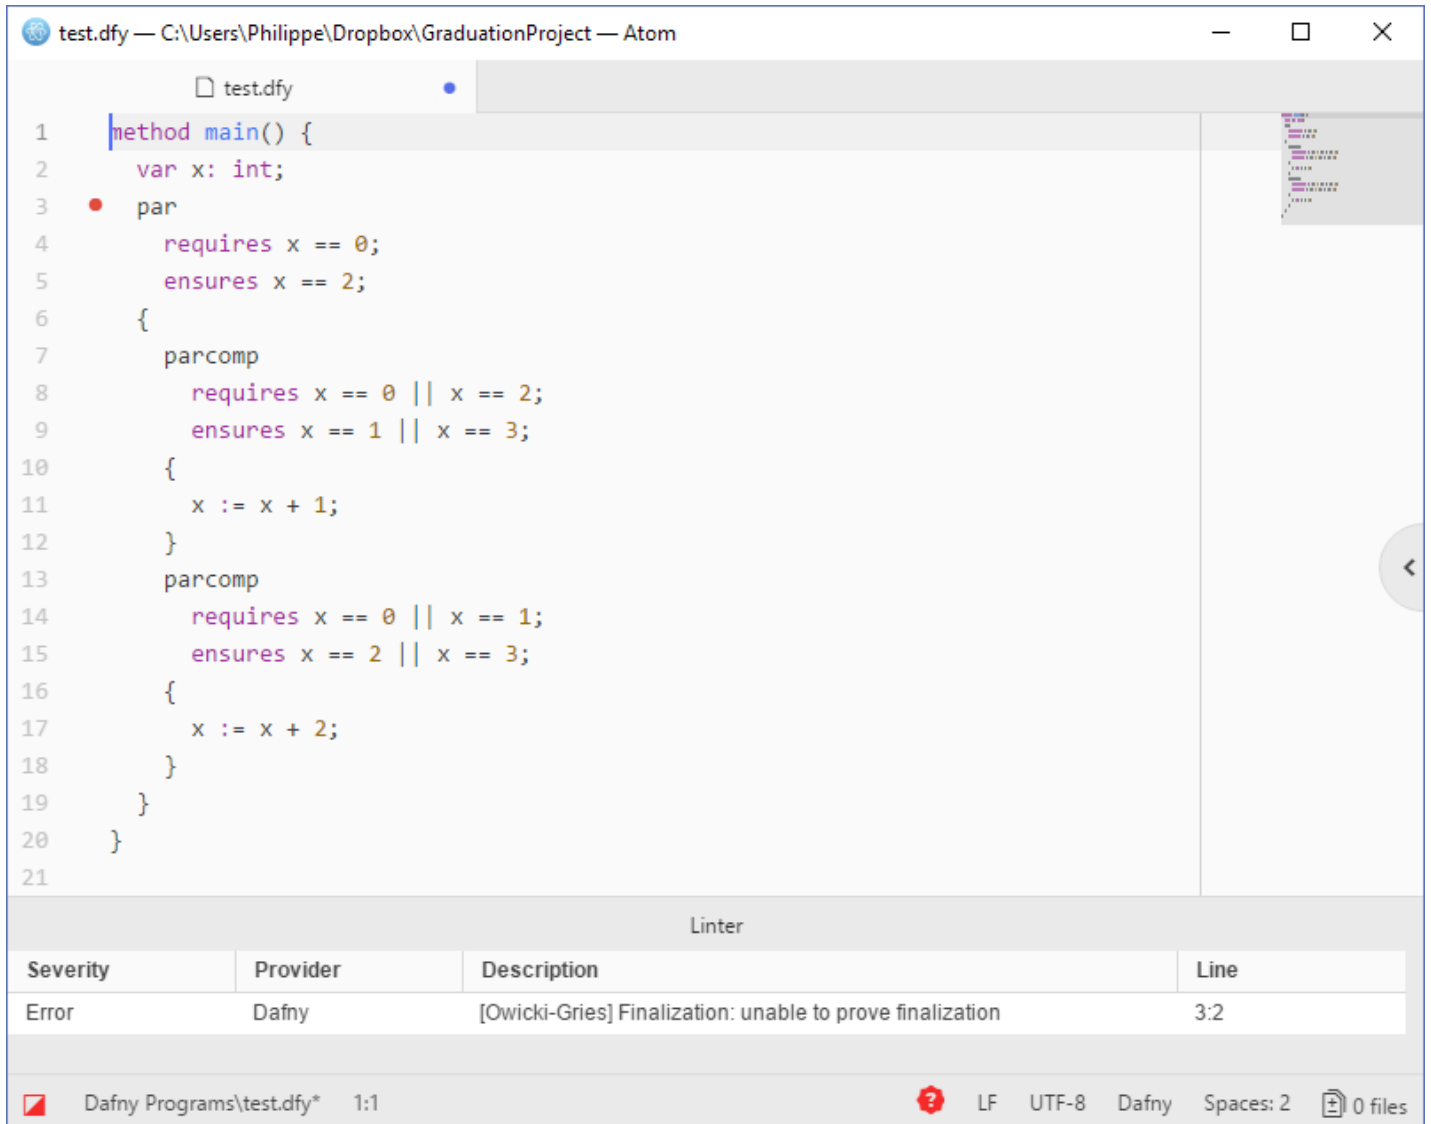 test.dfy — C:\Users\Philippe\Dropbox\GraduationProject — Atom
test.dfy
1 method main() {
2 var x: int;
3 par
4 requires x == 0;
5 ensures x == 2;
6 {
7 parcomp
8 requires x == 0 || x == 2;
9 ensures x == 1 || x == 3;
10 {
11 x := x + 1;
12 }
13 parcomp
14 requires x == 0 || x == 1;
15 ensures x == 2 || x == 3;
16 {
17 x := x + 2;
18 }
19 }
20 }
21
Linter
Severity Provider Description Line
Error Dafny [Owicki-Gries] Finalization: unable to prove finalization 3:2
Dafny Programs\test.dfy* 1:1 LF UTF-8 Dafny Spaces: 2 0 files